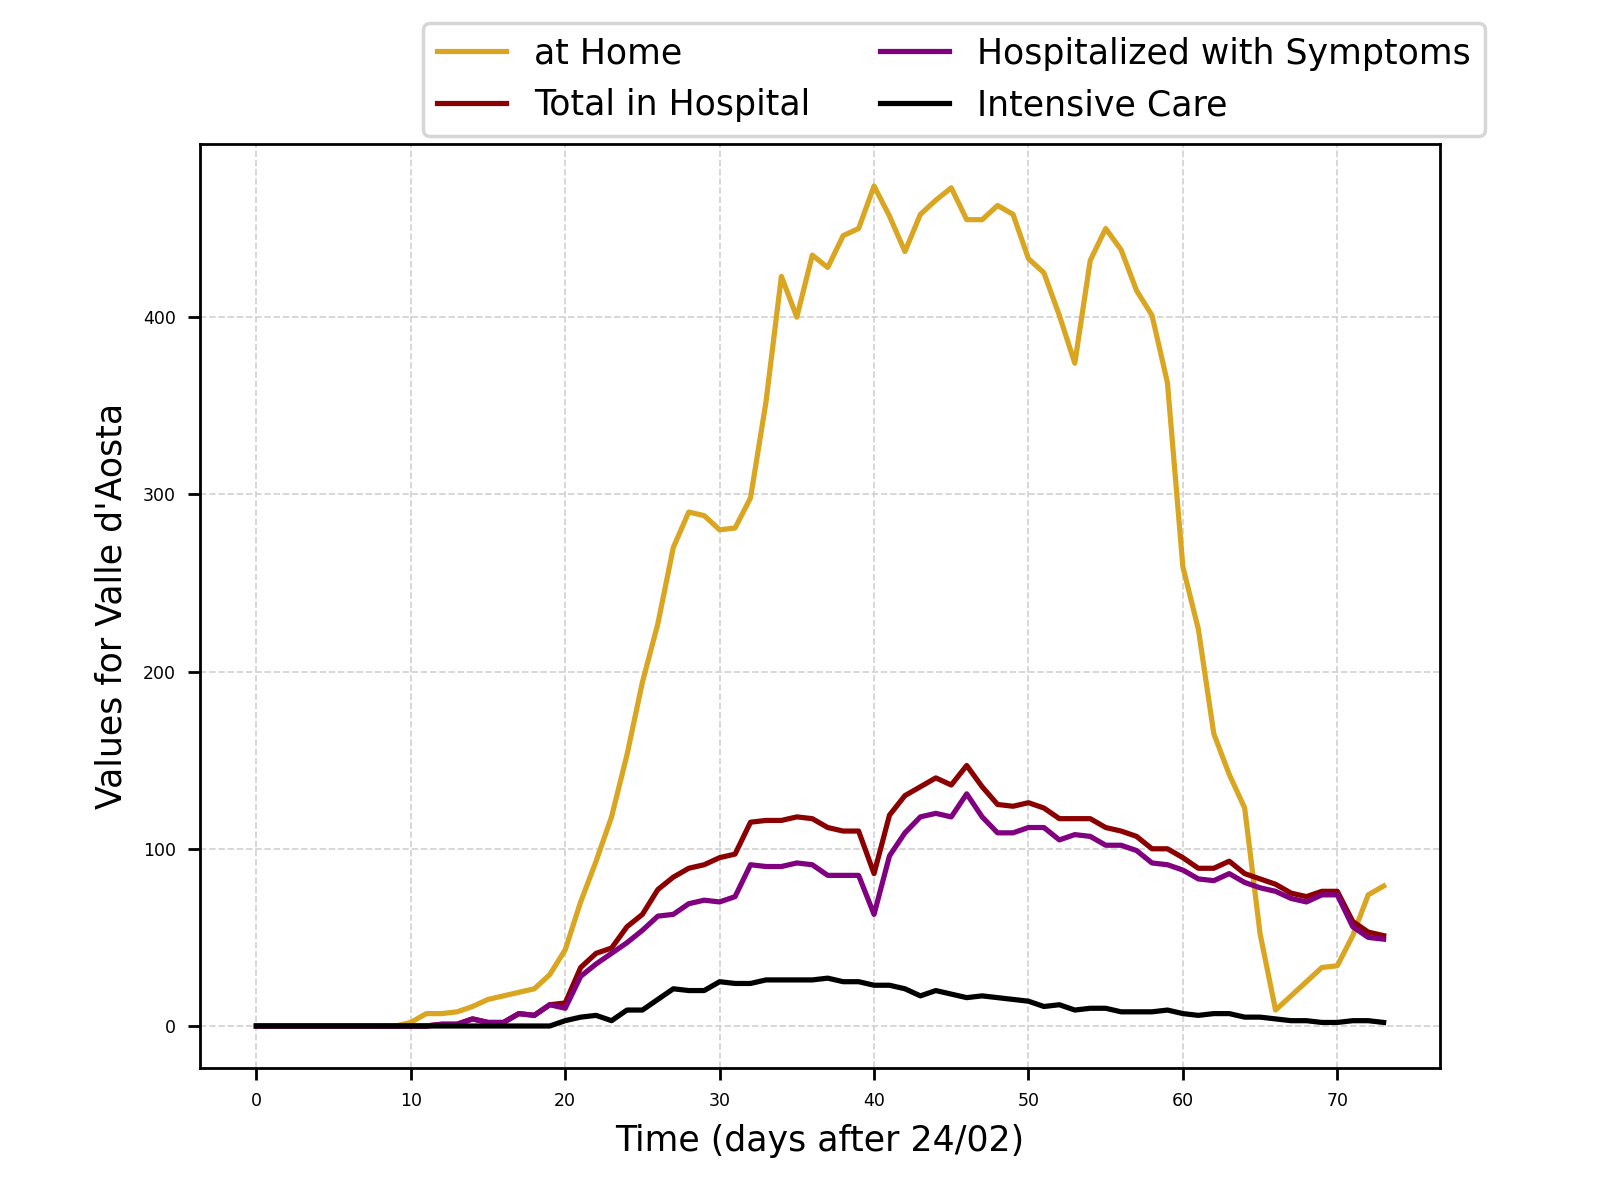 at Home
Total in Hospital
Hospitalized with Symptoms
Intensive Care
Values for Valle d'Aosta
400
300
200
100
0
0 10 20 30 40 50 60 70
Time (days after 24/02)